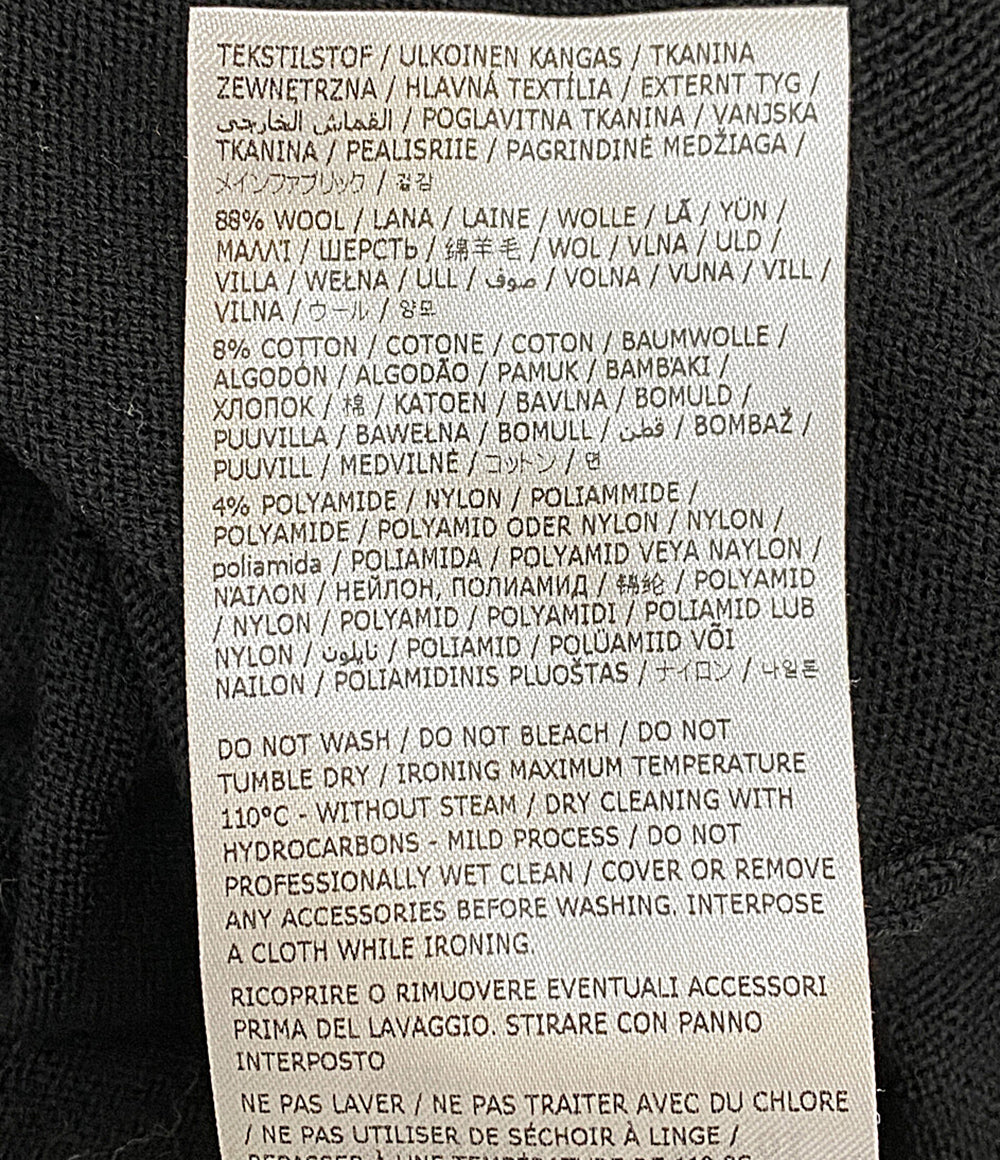 TEKSTILSTOF / ULKOINEN KANGAS / TKANINA
ZEWNĘTRZNA / HLAVNÁ TEXTÍLIA / EXTERNT TYG /
القماش الخارجى / POGLAVITNA TKANINA / VANJSKA
TKANINA / PEALISRIIE / PAGRINDINĖ MEDŽIAGA /
メインファブリック / 겉감
88% WOOL / LANA / LAINE / WOLLE / LÃ / YÜN /
ΜΑΛΛΊ / ШЕРСТЬ / 绵羊毛 / WOL / VLNA / ULD /
VILLA / WEŁNA / ULL / صوف / VOLNA / VUNA / VILL /
VILNA / ウール / 양모
8% COTTON / COTONE / COTON / BAUMWOLLE /
ALGODÓN / ALGODÃO / PAMUK / ΒΑΜΒΆΚΙ /
ХЛОПОК / 棉 / KATOEN / BAVLNA / BOMULD /
PUUVILLA / BAWEŁNA / BOMULL / قطن / BOMBAŽ /
PUUVILL / MEDVILNĖ / コットン / 면
4% POLYAMIDE / NYLON / POLIAMMIDE /
POLYAMIDE / POLYAMID ODER NYLON / NYLON /
poliamida / POLIAMIDA / POLYAMID VEYA NAYLON /
ΝΆΙΛΟΝ / НЕЙЛОН, ПОЛИАМИД / 锦纶 / POLYAMID
/ NYLON / POLYAMID / POLYAMIDI / POLIAMID LUB
NYLON / نايلون / POLIAMID / POLÜAMIID VÕI
NAILON / POLIAMIDINIS PLUOŠTAS / ナイロン / 나일론
DO NOT WASH / DO NOT BLEACH / DO NOT
TUMBLE DRY / IRONING MAXIMUM TEMPERATURE
110°C - WITHOUT STEAM / DRY CLEANING WITH
HYDROCARBONS - MILD PROCESS / DO NOT
PROFESSIONALLY WET CLEAN / COVER OR REMOVE
ANY ACCESSORIES BEFORE WASHING. INTERPOSE
A CLOTH WHILE IRONING.
RICOPRIRE O RIMUOVERE EVENTUALI ACCESSORI
PRIMA DEL LAVAGGIO. STIRARE CON PANNO
INTERPOSTO
NE PAS LAVER / NE PAS TRAITER AVEC DU CHLORE
/ NE PAS UTILISER DE SÉCHOIR À LINGE /